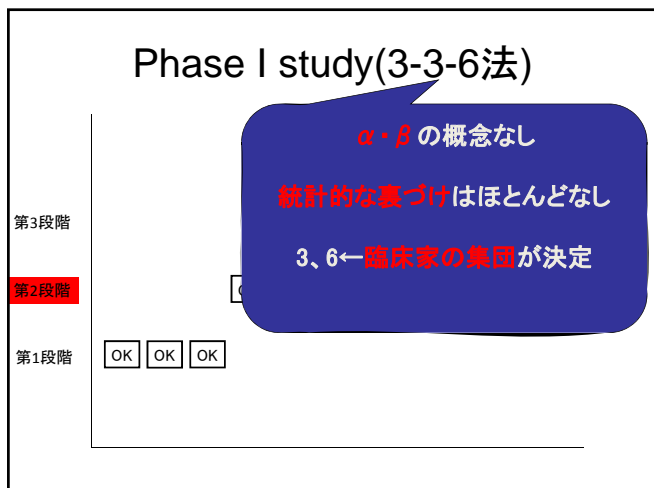 Phase I study(3-3-6法)
α・βの概念なし
統計的な裏づけはほとんどなし
3、6←臨床家の集団が決定
第3段階
第2段階
第1段階
OK OK OK